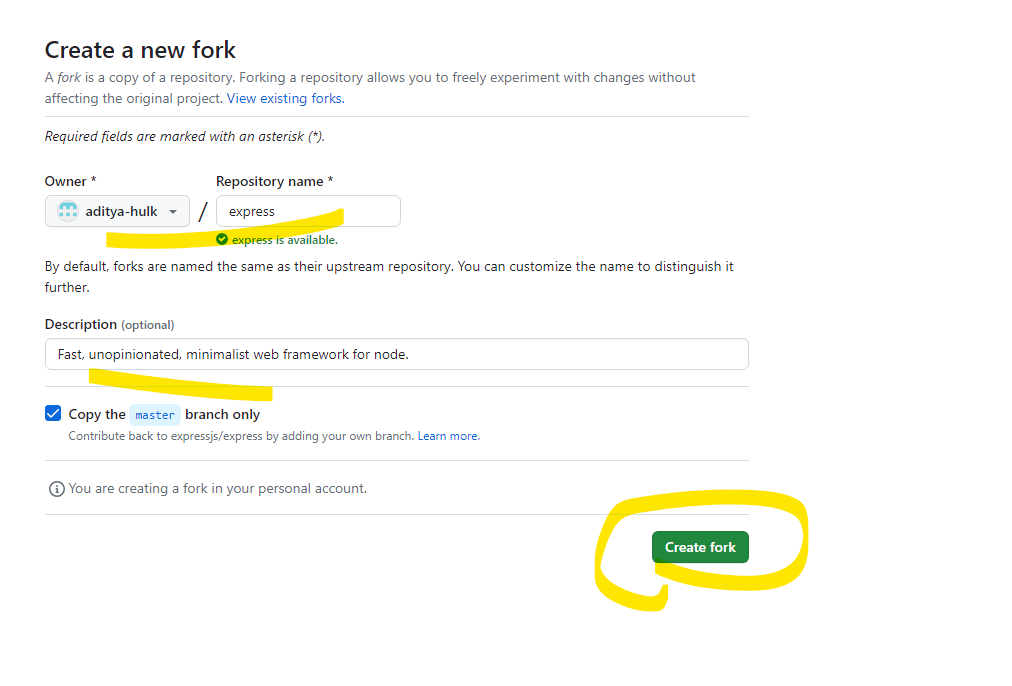 Create a new fork
A fork is a copy of a repository. Forking a repository allows you to freely experiment with changes without
affecting the original project. View existing forks.
Required fields are marked with an asterisk (*).
Owner * Repository name *
aditya-hulk / express
express is available.
By default, forks are named the same as their upstream repository. You can customize the name to distinguish it
further.
Description (optional)
Fast, unopinionated, minimalist web framework for node.
Copy the master branch only
Contribute back to expressjs/express by adding your own branch. Learn more.
You are creating a fork in your personal account.
Create fork